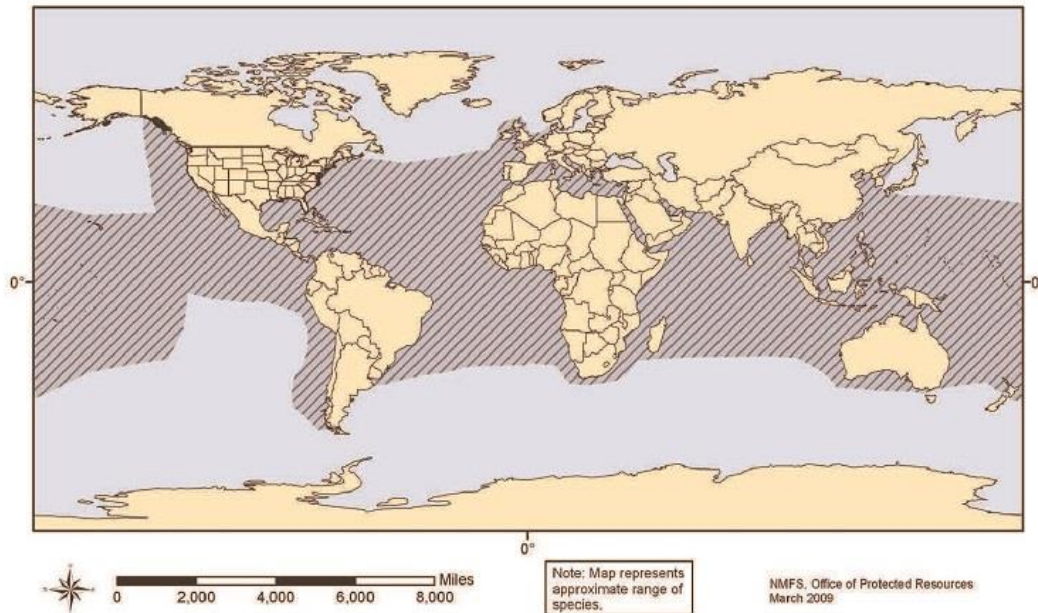 0°
0
0°
Miles
0 2,000 4,000 6,000 8,000
Note: Map represents
approximate range of
species.
NMFS, Office of Protected Resources
March 2009